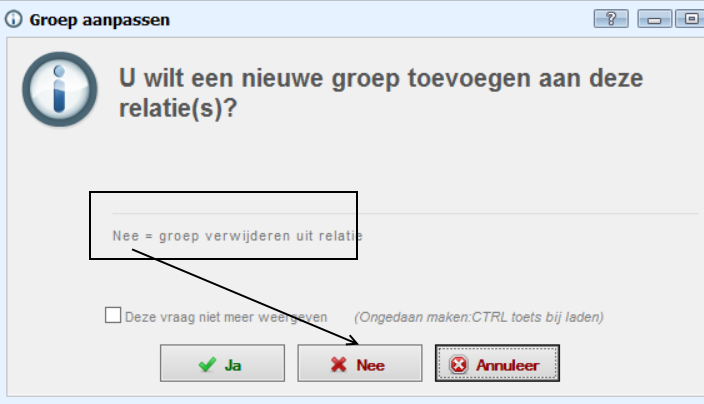 Groep aanpassen
?
U wilt een nieuwe groep toevoegen aan deze
relatie(s)?
Nee = groep verwijderen uit relatie
Deze vraag niet meer weergeven (Ongedaan maken:CTRL toets bij laden)
Ja Nee Annuleer